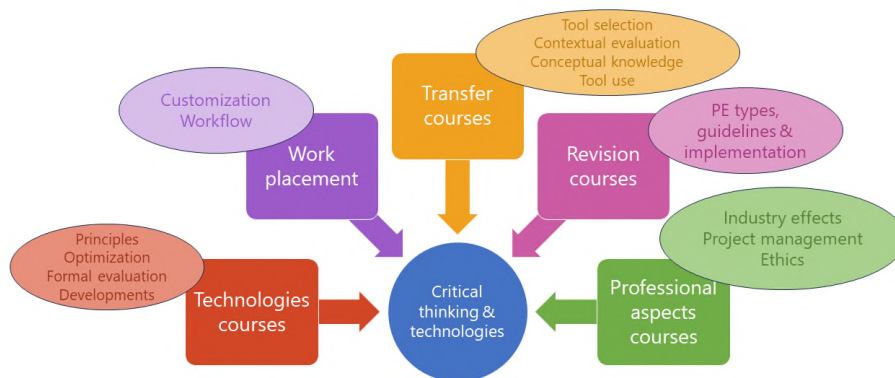 Tool selection
Contextual evaluation
Conceptual knowledge
Tool use
Transfer
courses
Customization
Workflow
Work
placement
PE types,
guidelines &
implementation
Revision
courses
Principles
Optimization
Formal evaluation
Developments
Technologies
courses
Critical
thinking &
technologies
Industry effects
Project management
Ethics
Professional
aspects
courses